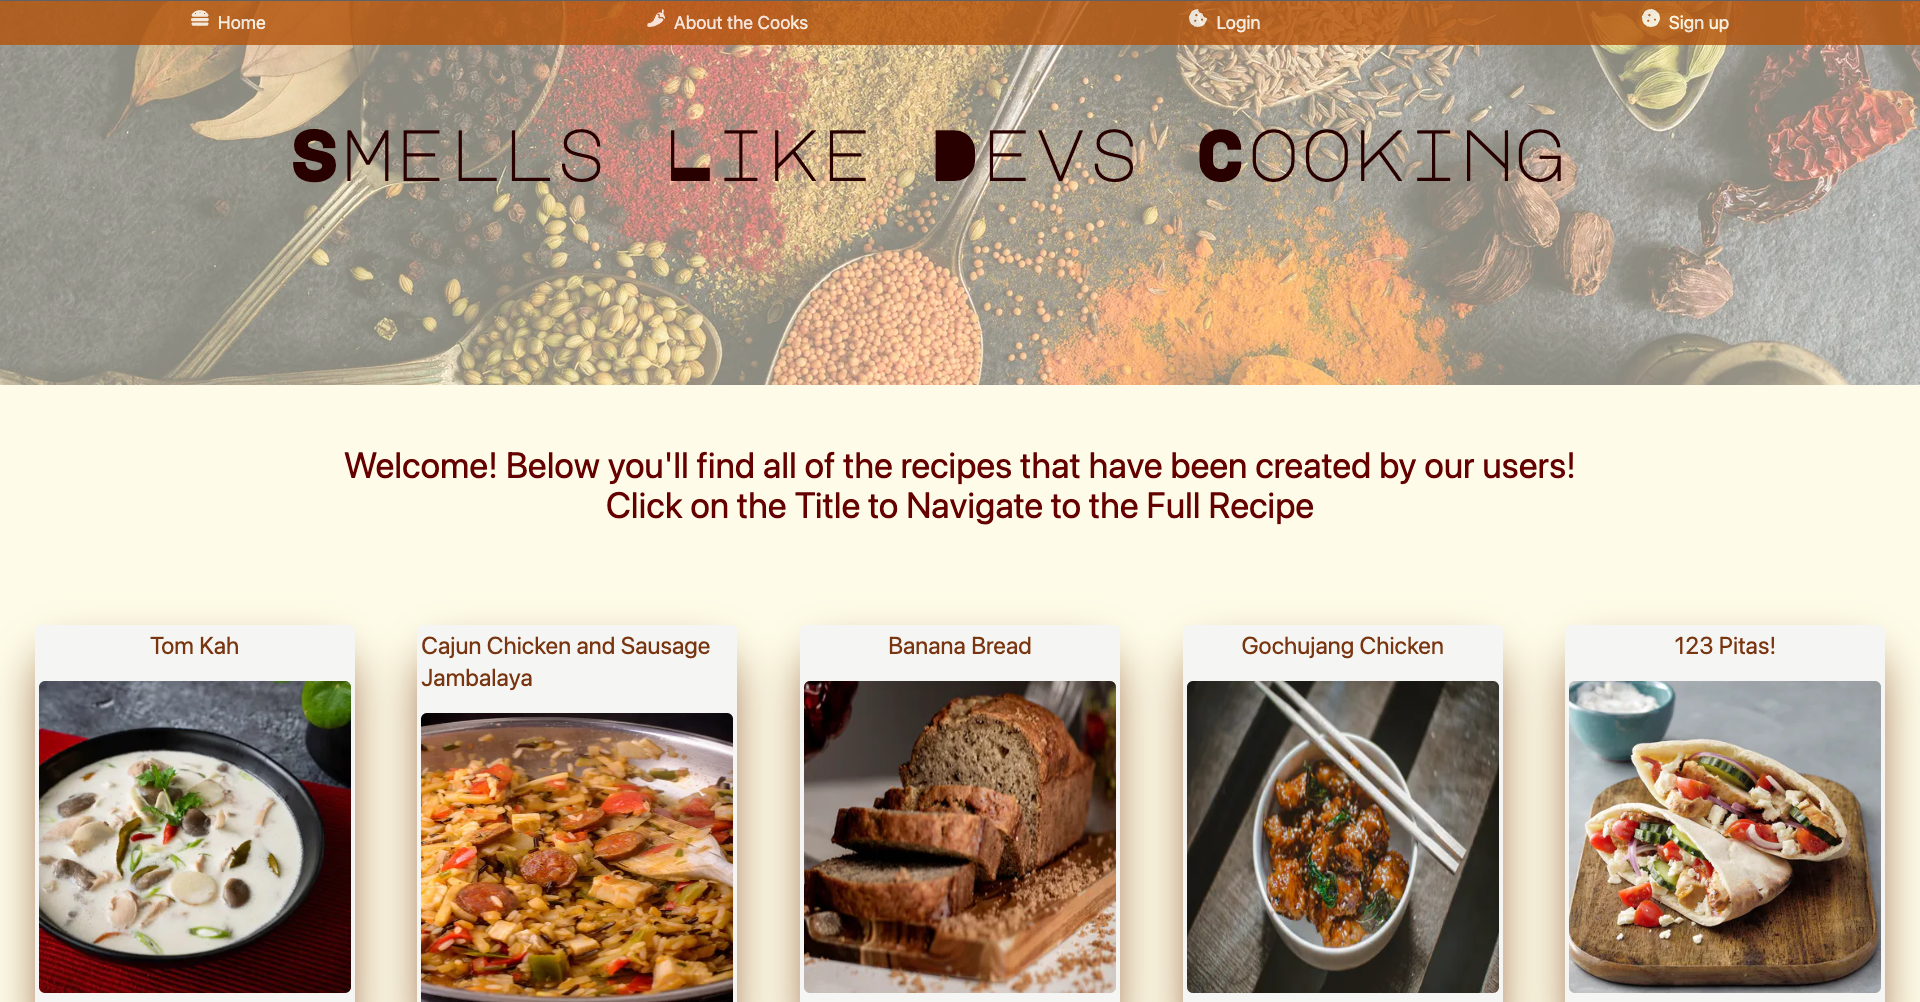 Home
About the Cooks
Login
Sign up
Smells Like Devs Cooking
Welcome! Below you'll find all of the recipes that have been created by our users!
Click on the Title to Navigate to the Full Recipe
Tom Kah
Cajun Chicken and Sausage
Jambalaya
Banana Bread
Gochujang Chicken
123 Pitas!